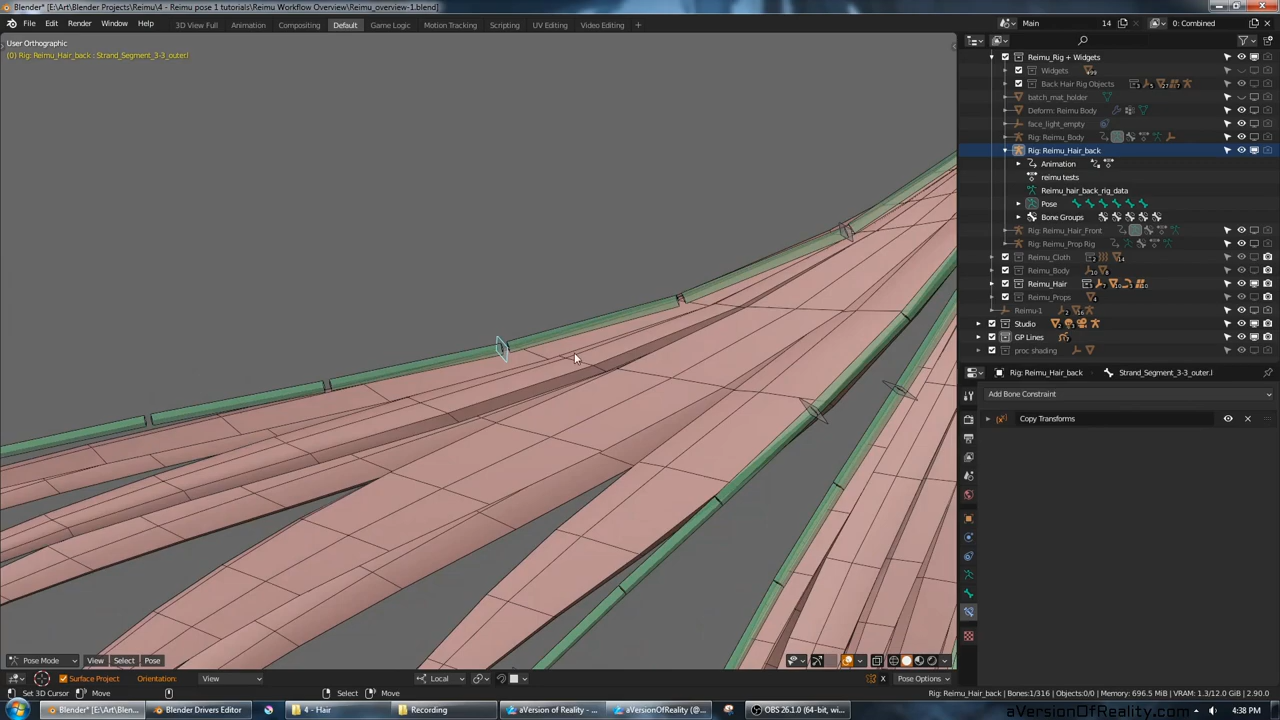 Blender* [E:\Art\Blender Projects\Reimu\4 - Reimu pose 1 tutorials\Reimu Workflow Overview\Reimu_overview-1.blend]
File Edit Render Window Help 3D View Full Animation Compositing Default Game Logic Motion Tracking Scripting UV Editing Video Editing + Main 14 0: Combined
User Orthographic
(0) Rig: Reimu_Hair_back : Strand_Segment_3-3_outer.l
Reimu_Rig + Widgets
Widgets
Back Hair Rig Objects
batch_mat_holder
Deform: Reimu Body
face_light_empty
Rig: Reimu_Body
Rig: Reimu_Hair_back
Animation
reimu tests
Reimu_hair_back_rig_data
Pose
Bone Groups
Rig: Reimu_Hair_Front
Rig: Reimu_Prop Rig
Reimu_Cloth
Reimu_Body
Reimu_Hair
Reimu_Props
Reimu-1
Studio
GP Lines
proc shading
Rig: Reimu_Hair_back Strand_Segment_3-3_outer.l
Add Bone Constraint
Copy Transforms
Pose Mode View Select Pose
Surface Project Orientation: View Local Pose Options
Set 3D Cursor Move Select Move Rig: Reimu_Hair_back | Bones:1/316 | Objects:0/0 | Memory: 696.5 MiB | VRAM: 1.3/12.0 GiB | 2.90.0
Blender* [E:\Art\Blen... Blender Drivers Editor 4 - Hair Recording aVersion of Reality -... aVersionOfReality (@... OBS 26.1.0 (64-bit, wi... 4:38 PM
aVersionOfReality.com